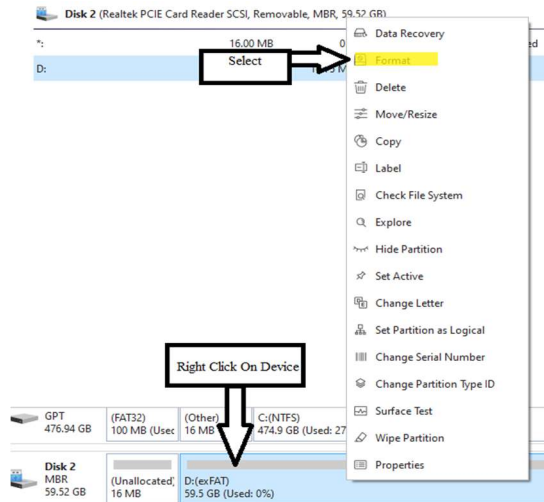 Disk 2 (Realtek PCIE Card Reader SCSI, Removable, MBR, 59.52 GB)
*: 16.00 MB 0 ed
D:
Select
Data Recovery
Format
Delete
Move/Resize
Copy
Label
Check File System
Explore
Hide Partition
Set Active
Change Letter
Set Partition as Logical
Change Serial Number
Change Partition Type ID
Surface Test
Wipe Partition
Properties
Right Click On Device
GPT
476.94 GB
(FAT32)
100 MB (Usec
(Other)
16 MB
C:(NTFS)
474.9 GB (Used: 27
Disk 2
MBR
59.52 GB
(Unallocated)
16 MB
D:(exFAT)
59.5 GB (Used: 0%)